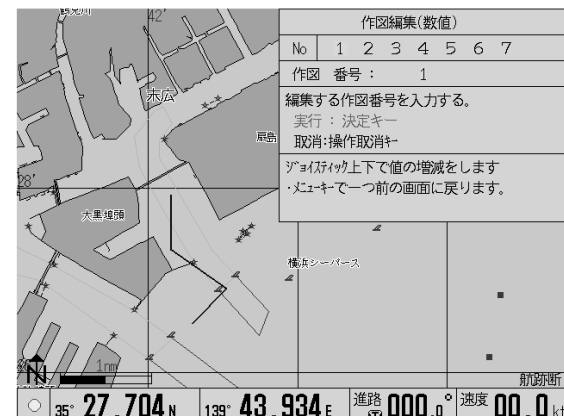 鶴見川
42'
作図編集(数値)
No 1 2 3 4 5 6 7
作図 番号： 1
編集する作図番号を入力する。
実行：決定キー
取消:操作取消ｷｰ
ｼﾞｮｲｽﾃｨｯｸ上下で値の増減をします
・ﾒﾆｭｰｷｰで一つ前の画面に戻ります。
末広
扇島
28'
大黒埠頭
横浜シーバース
N
1nm
航跡断
35° 27.704 N 139° 43.934 E 進路 000.0° 速度 00.0 kt